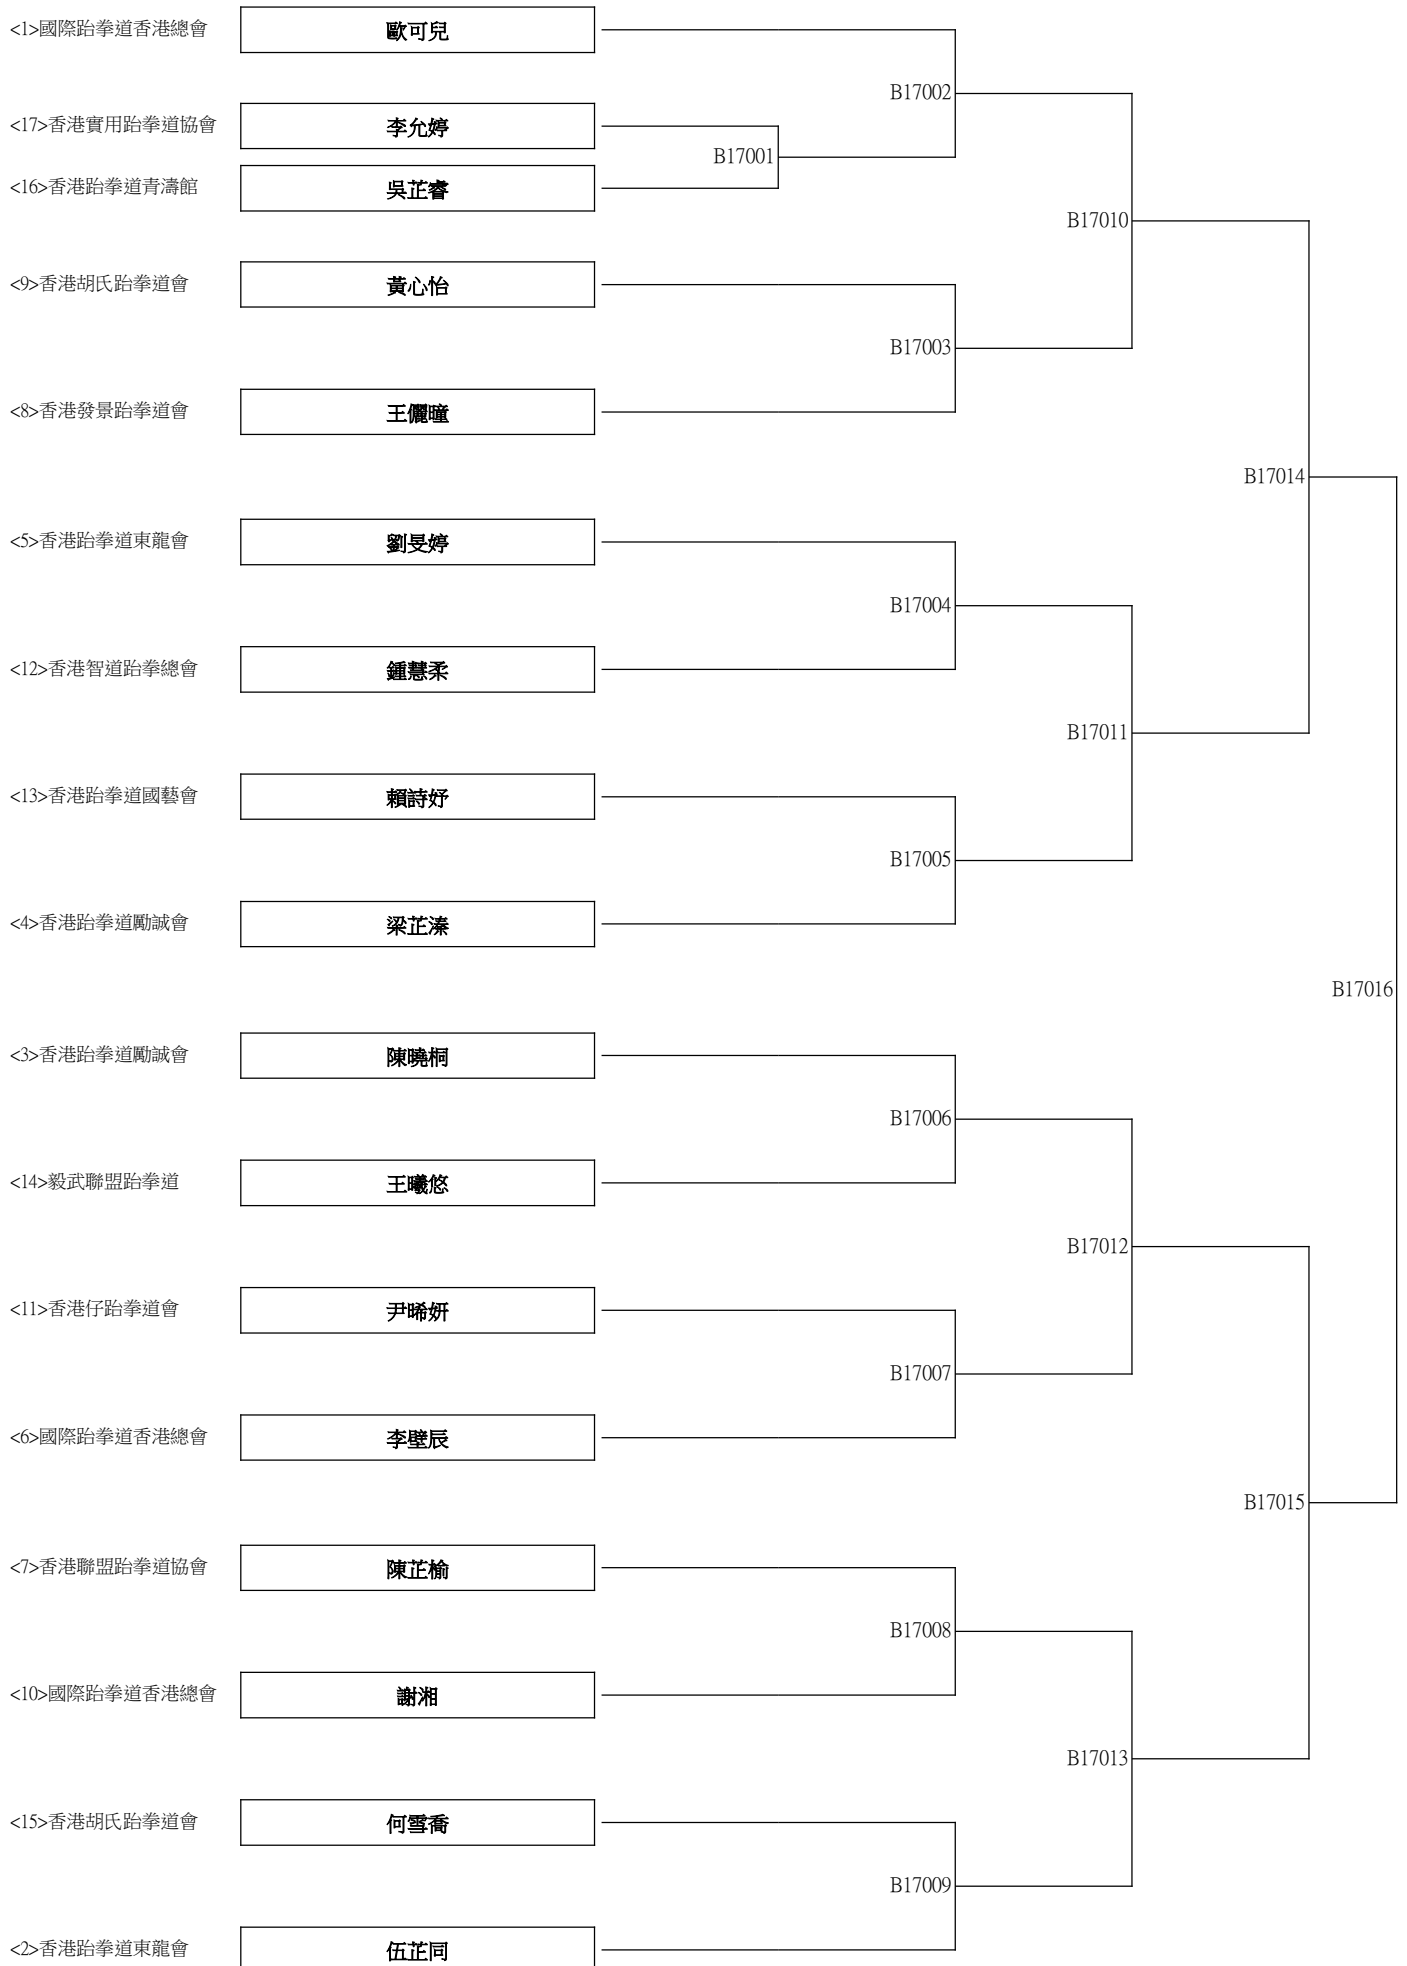 <1>國際跆拳道香港總會 歐可兒
B17002
<17>香港實用跆拳道協會 李允婷
B17001
<16>香港跆拳道青濤館 吳芷睿
B17010
<9>香港胡氏跆拳道會 黃心怡
B17003
<8>香港發景跆拳道會 王儷曈
B17014
<5>香港跆拳道東龍會 劉旻婷
B17004
<12>香港智道跆拳總會 鍾慧柔
B17011
<13>香港跆拳道國藝會 賴詩妤
B17005
<4>香港跆拳道勵誠會 梁芷溱
B17016
<3>香港跆拳道勵誠會 陳曉桐
B17006
<14>毅武聯盟跆拳道 王曦悠
B17012
<11>香港仔跆拳道會 尹晞妍
B17007
<6>國際跆拳道香港總會 李壁辰
B17015
<7>香港聯盟跆拳道協會 陳芷榆
B17008
<10>國際跆拳道香港總會 謝湘
B17013
<15>香港胡氏跆拳道會 何雪喬
B17009
<2>香港跆拳道東龍會 伍芷同